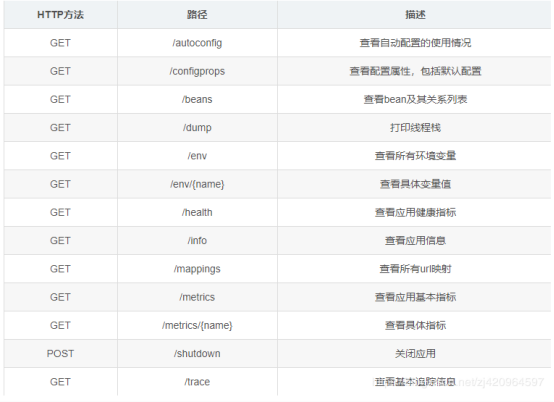 HTTP方法 路径 描述
GET /autoconfig 查看自动配置的使用情况
GET /configprops 查看配置属性，包括默认配置
GET /beans 查看bean及其关系列表
GET /dump 打印线程栈
GET /env 查看所有环境变量
GET /env/{name} 查看具体变量值
GET /health 查看应用健康指标
GET /info 查看应用信息
GET /mappings 查看所有url映射
GET /metrics 查看应用基本指标
GET /metrics/{name} 查看具体指标
POST /shutdown 关闭应用
GET /trace 查看基本追踪信息